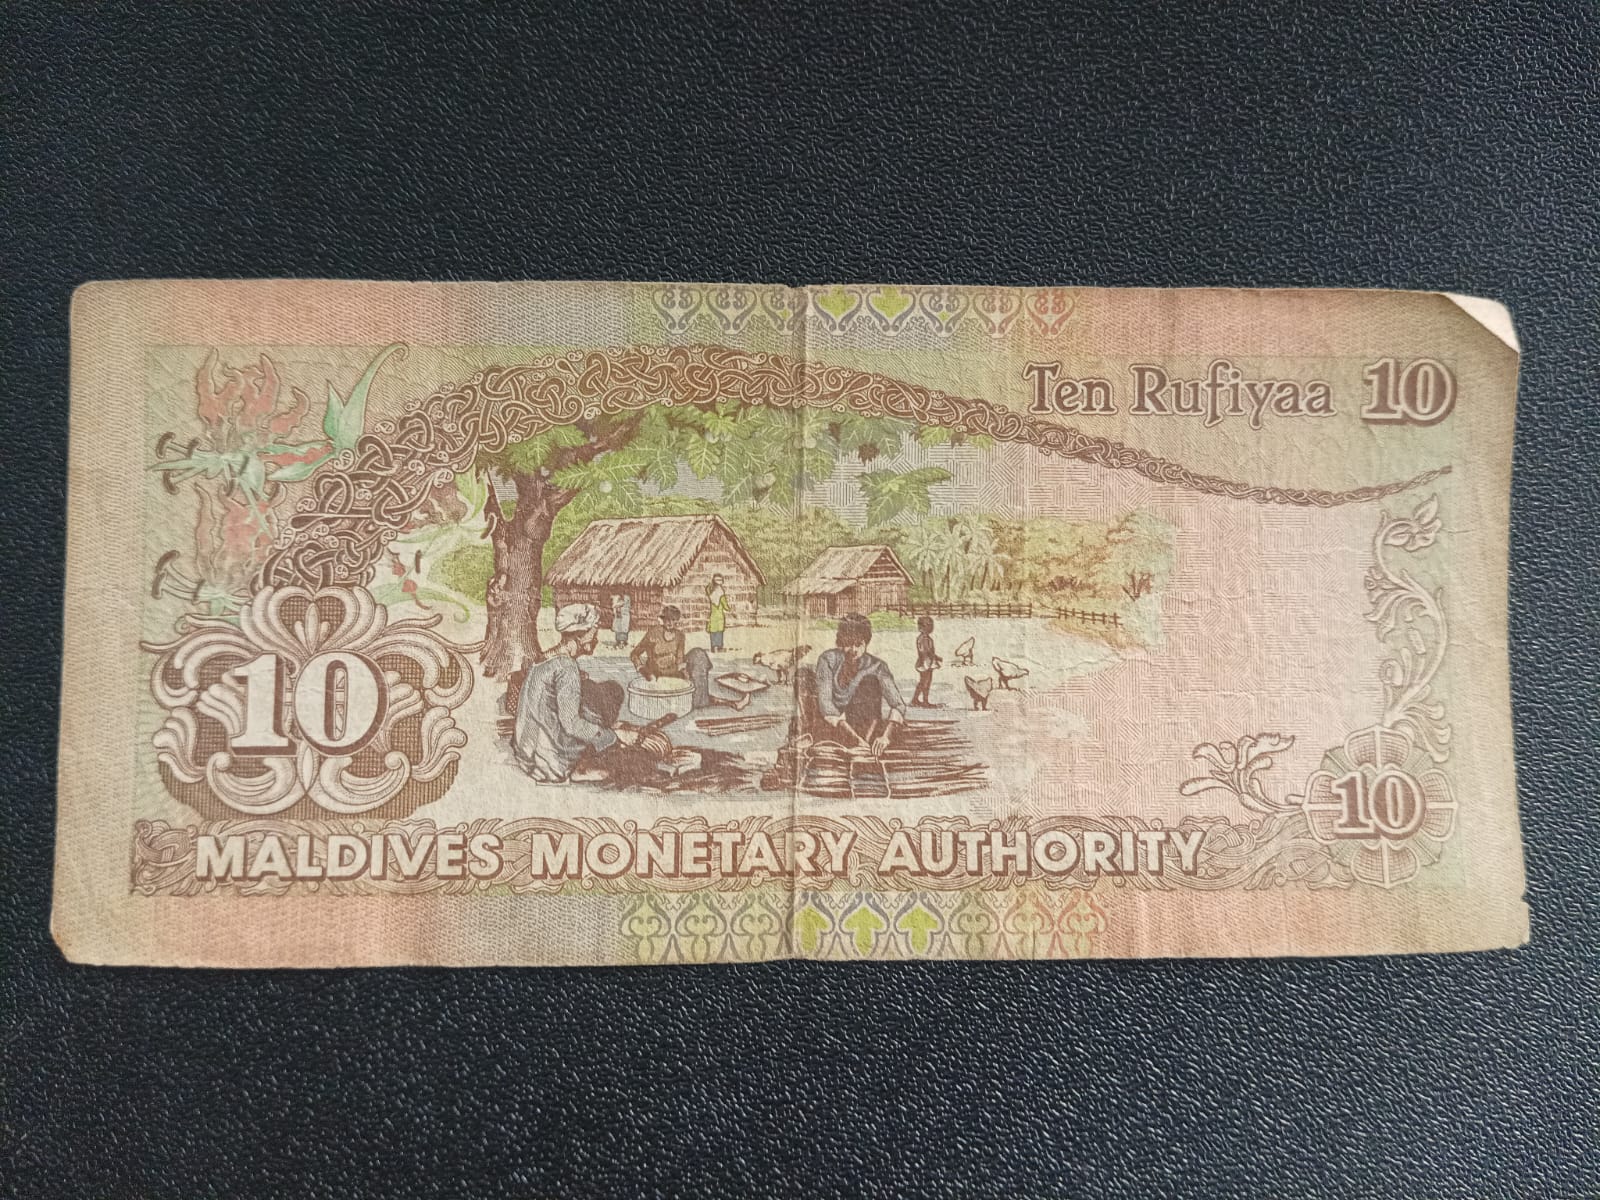 Ten Rufiyaa 10
10
10
MALDIVES MONETARY AUTHORITY